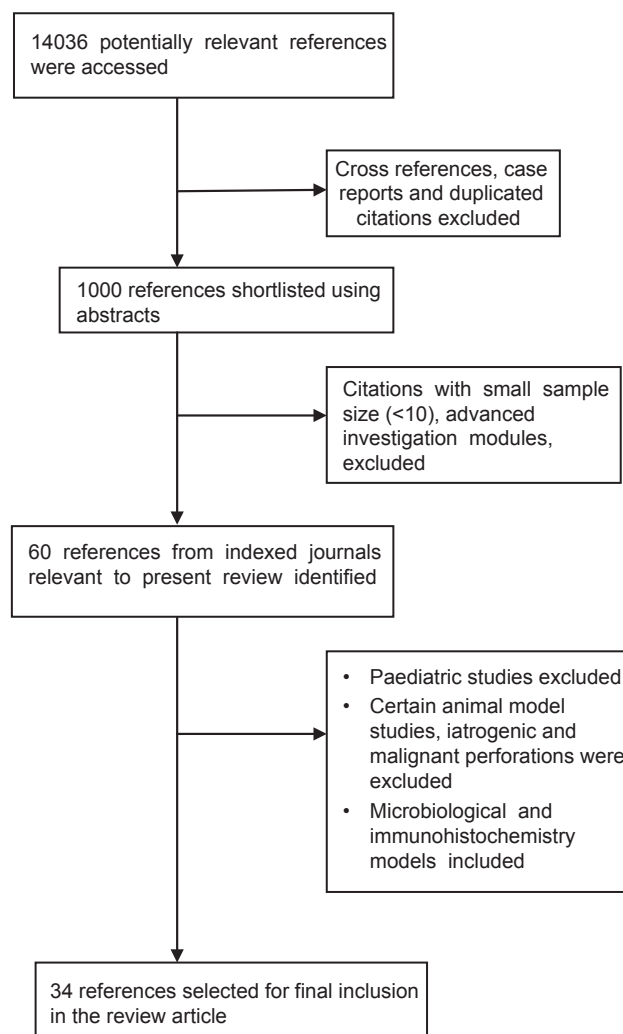 14036 potentially relevant references
were accessed
Cross references, case
reports and duplicated
citations excluded
1000 references shortlisted using
abstracts
Citations with small sample
size (<10), advanced
investigation modules,
excluded
60 references from indexed journals
relevant to present review identified
• Paediatric studies excluded
• Certain animal model
studies, iatrogenic and
malignant perforations were
excluded
• Microbiological and
immunohistochemistry
models included
34 references selected for final inclusion
in the review article